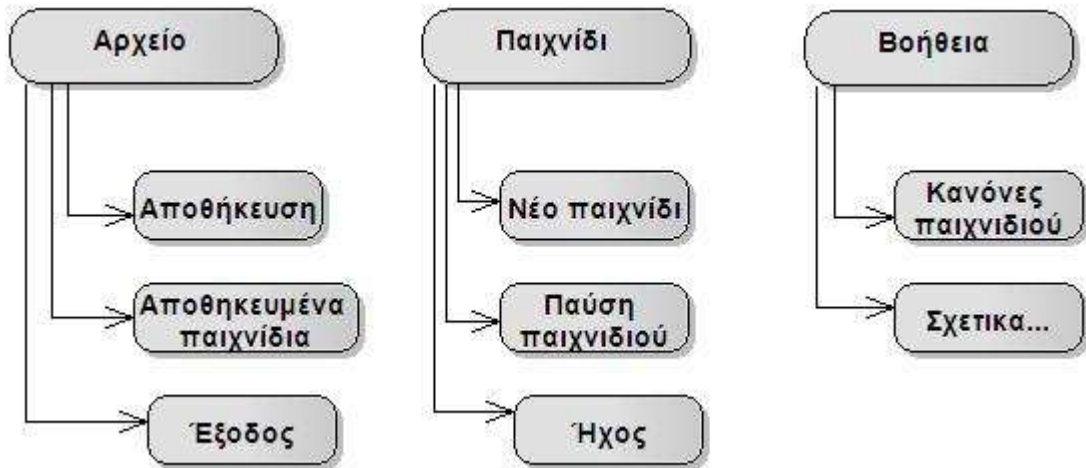 Αρχείο
Παιχνίδι
Βοήθεια
Αποθήκευση
Νέο παιχνίδι
Κανόνες
παιχνιδιού
Αποθηκευμένα
παιχνίδια
Παύση
παιχνιδιού
Σχετικα...
Έξοδος
Ήχος